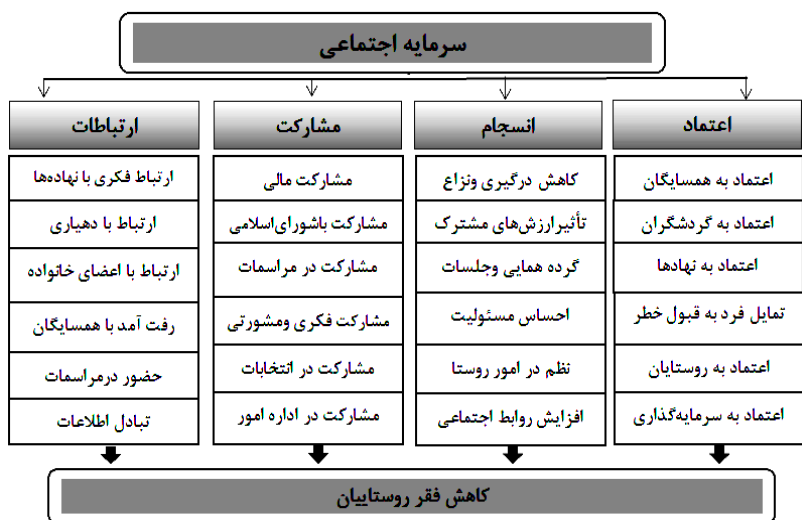 سرمایه اجتماعی
اعتماد
انسجام
مشارکت
ارتباطات
اعتماد به همسایگان
کاهش درگیری ونزاع
مشارکت مالی
ارتباط فکری با نهادها
اعتماد به گردشگران
تأثیرارزش‌های مشترک
مشارکت باشورای‌اسلامی
ارتباط با دهیاری
اعتماد به نهادها
گرده همایی وجلسات
مشارکت در مراسمات
ارتباط با اعضای خانواده
تمایل فرد به قبول خطر
احساس مسئولیت
مشارکت فکری ومشورتی
رفت آمد با همسایگان
اعتماد به روستایان
نظم در امور روستا
مشارکت در انتخابات
حضور درمراسمات
اعتماد به سرمایه‌گذاری
افزایش روابط اجتماعی
مشارکت در اداره امور
تبادل اطلاعات
کاهش فقر روستاییان